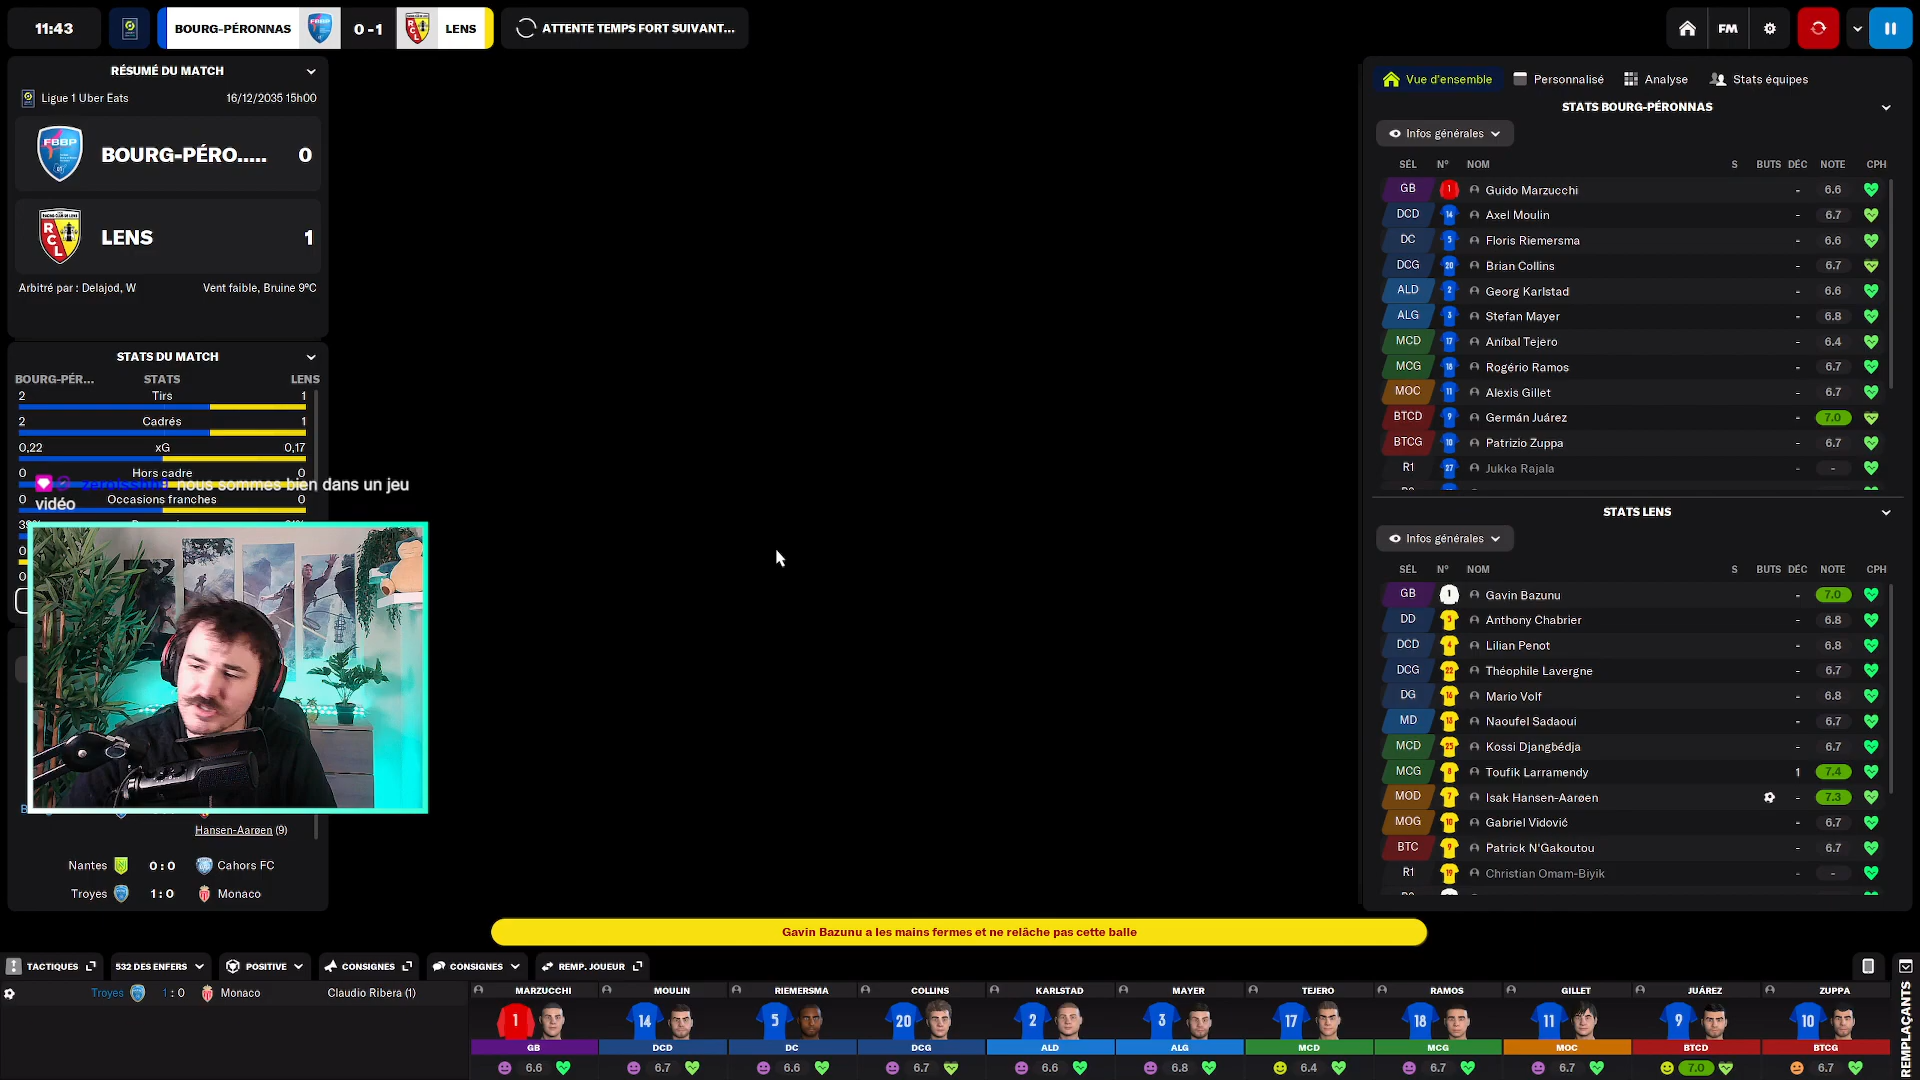 11:43
BOURG-PÉRONNAS 0 -1 LENS
ATTENTE TEMPS FORT SUIVANT...
FM
RÉSUMÉ DU MATCH
Ligue 1 Uber Eats 16/12/2035 15h00
BOURG-PÉRO..... 0
LENS 1
Arbitré par : Delajod, W Vent faible, Bruine 9°C
STATS DU MATCH
BOURG-PÉR... STATS LENS
2 Tirs 1
2 Cadrés 1
0,22 xG 0,17
0 Hors cadre 0
nous sommes bien dans un jeu
vidéo
0 Occasions franches 0
0
0
Hansen-Aarøen (9)
Nantes 0 : 0 Cahors FC
Troyes 1 : 0 Monaco
Vue d'ensemble Personnalisé Analyse Stats équipes
STATS BOURG-PÉRONNAS
Infos générales
SÉL N° NOM S BUTS DÉC NOTE CPH
GB 1 Guido Marzucchi - 6.6
DCD 14 Axel Moulin - 6.7
DC 5 Floris Riemersma - 6.6
DCG 20 Brian Collins - 6.7
ALD 2 Georg Karlstad - 6.6
ALG 3 Stefan Mayer - 6.8
MCD 17 Aníbal Tejero - 6.4
MCG 18 Rogério Ramos - 6.7
MOC 11 Alexis Gillet - 6.7
BTCD 9 Germán Juárez - 7.0
BTCG 10 Patrizio Zuppa - 6.7
R1 27 Jukka Rajala - -
STATS LENS
Infos générales
SÉL N° NOM S BUTS DÉC NOTE CPH
GB 1 Gavin Bazunu - 7.0
DD 5 Anthony Chabrier - 6.8
DCD 4 Lilian Penot - 6.8
DCG 22 Théophile Lavergne - 6.7
DG 16 Mario Volf - 6.8
MD 13 Naoufel Sadaoui - 6.7
MCD 25 Kossi Djangbédja - 6.7
MCG 8 Toufik Larramendy 1 7.4
MOD 7 Isak Hansen-Aarøen - 7.3
MOG 10 Gabriel Vidović - 6.7
BTC 9 Patrick N'Gakoutou - 6.7
R1 19 Christian Omam-Biyik - -
Gavin Bazunu a les mains fermes et ne relâche pas cette balle
TACTIQUES 532 DES ENFERS POSITIVE CONSIGNES CONSIGNES REMP. JOUEUR
Troyes 1 : 0 Monaco Claudio Ribera (1)
MARZUCCHI MOULIN RIEMERSMA COLLINS KARLSTAD MAYER TEJERO RAMOS GILLET JUÁREZ ZUPPA
1 14 5 20 2 3 17 18 11 9 10
GB DCD DC DCG ALD ALG MCD MCG MOC BTCD BTCG
6.6 6.7 6.6 6.7 6.6 6.8 6.4 6.7 6.7 7.0 6.7
REMPLAÇANTS